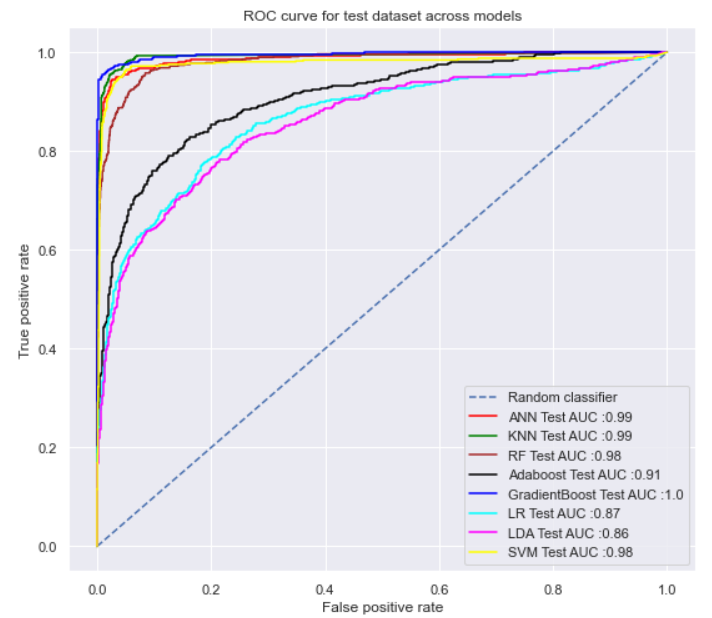 ROC curve for test dataset across models
1.0
0.8
0.6
0.4
0.2
0.0
True positive rate
Random classifier
ANN Test AUC :0.99
KNN Test AUC :0.99
RF Test AUC :0.98
Adaboost Test AUC :0.91
GradientBoost Test AUC :1.0
LR Test AUC :0.87
LDA Test AUC :0.86
SVM Test AUC :0.98
0.0 0.2 0.4 0.6 0.8 1.0
False positive rate